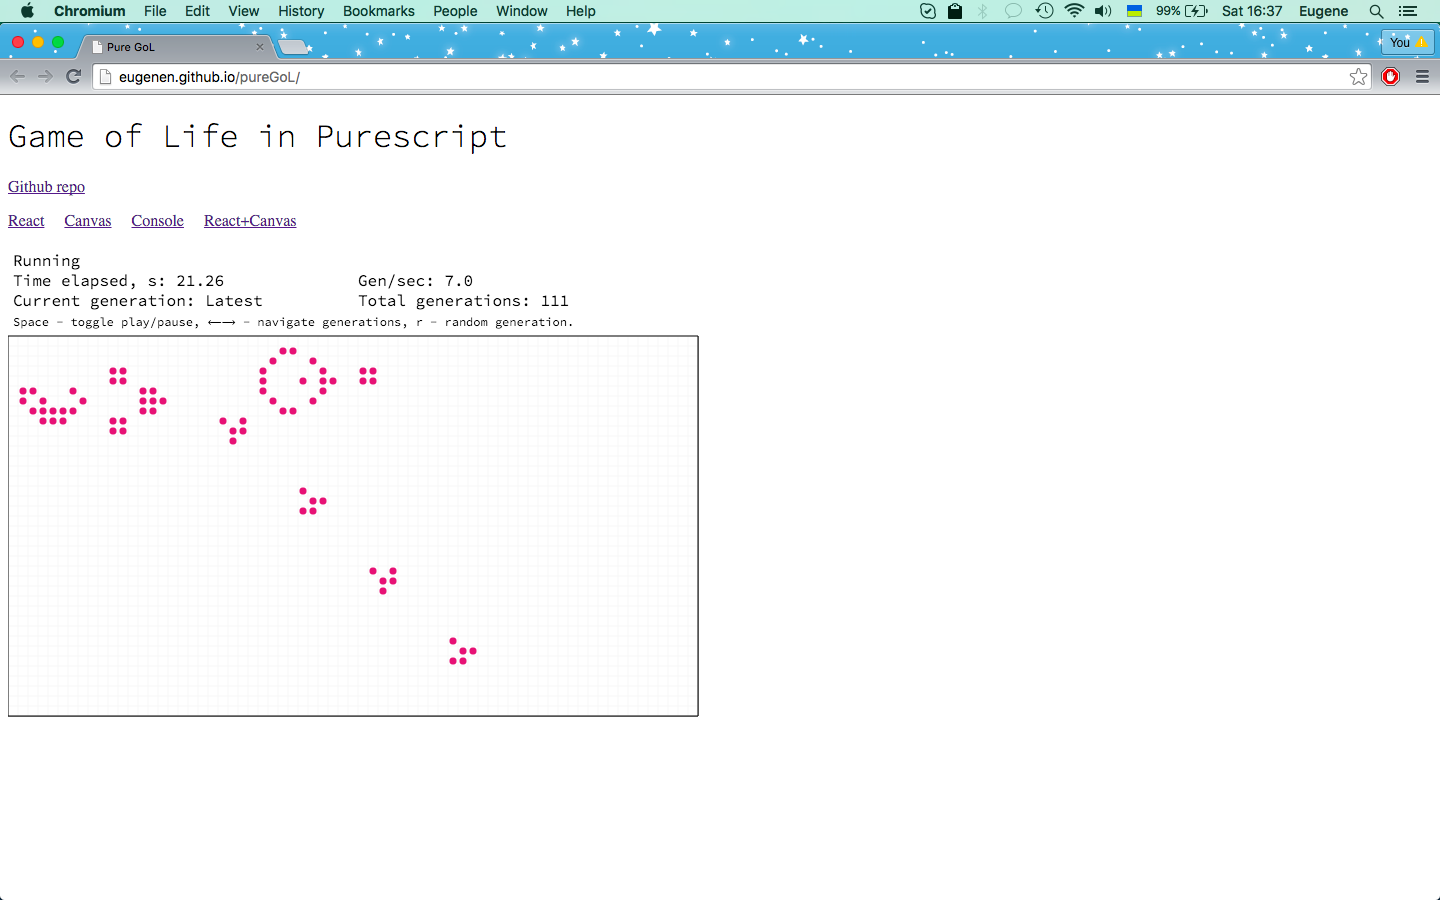 Chromium File Edit View History Bookmarks People Window Help 99% Sat 16:37 Eugene
Pure GoL You
eugenen.github.io/pureGoL/
Game of Life in Purescript
Github repo
React Canvas Console React+Canvas
Running
Time elapsed, s: 21.26 Gen/sec: 7.0
Current generation: Latest Total generations: 111
Space - toggle play/pause, ←→ - navigate generations, r - random generation.